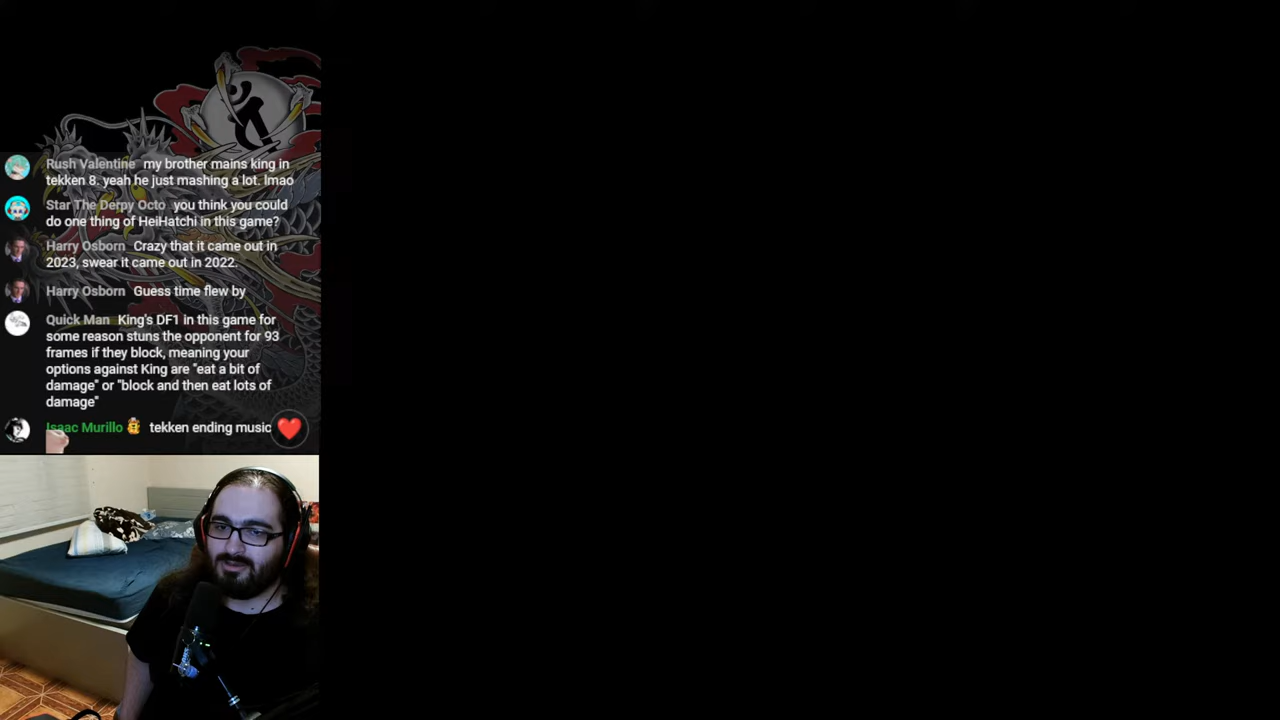 Rush Valentine my brother mains king in
tekken 8. yeah he just mashing a lot. lmao
Star The Derpy Octo you think you could
do one thing of HeiHatchi in this game?
Harry Osborn Crazy that it came out in
2023, swear it came out in 2022.
Harry Osborn Guess time flew by
Quick Man King's DF1 in this game for
some reason stuns the opponent for 93
frames if they block, meaning your
options against King are "eat a bit of
damage" or "block and then eat lots of
damage"
Isaac Murillo tekken ending music